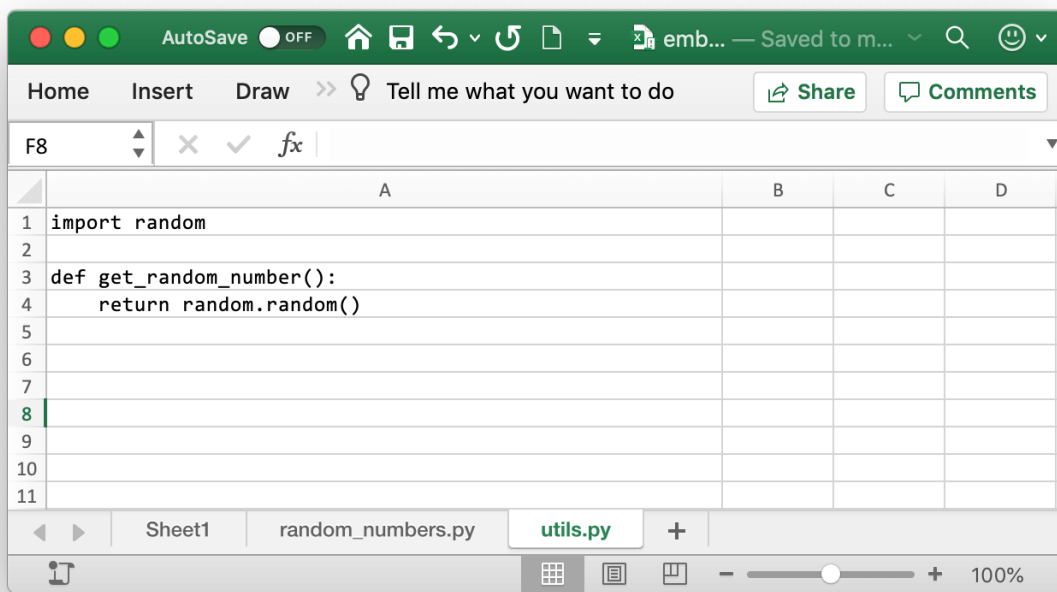 AutoSave OFF emb... — Saved to m...
Home Insert Draw >> Tell me what you want to do Share Comments
F8 fx
A B C D
1 import random
2
3 def get_random_number():
4     return random.random()
5
6
7
8
9
10
11
Sheet1 random_numbers.py utils.py +
100%